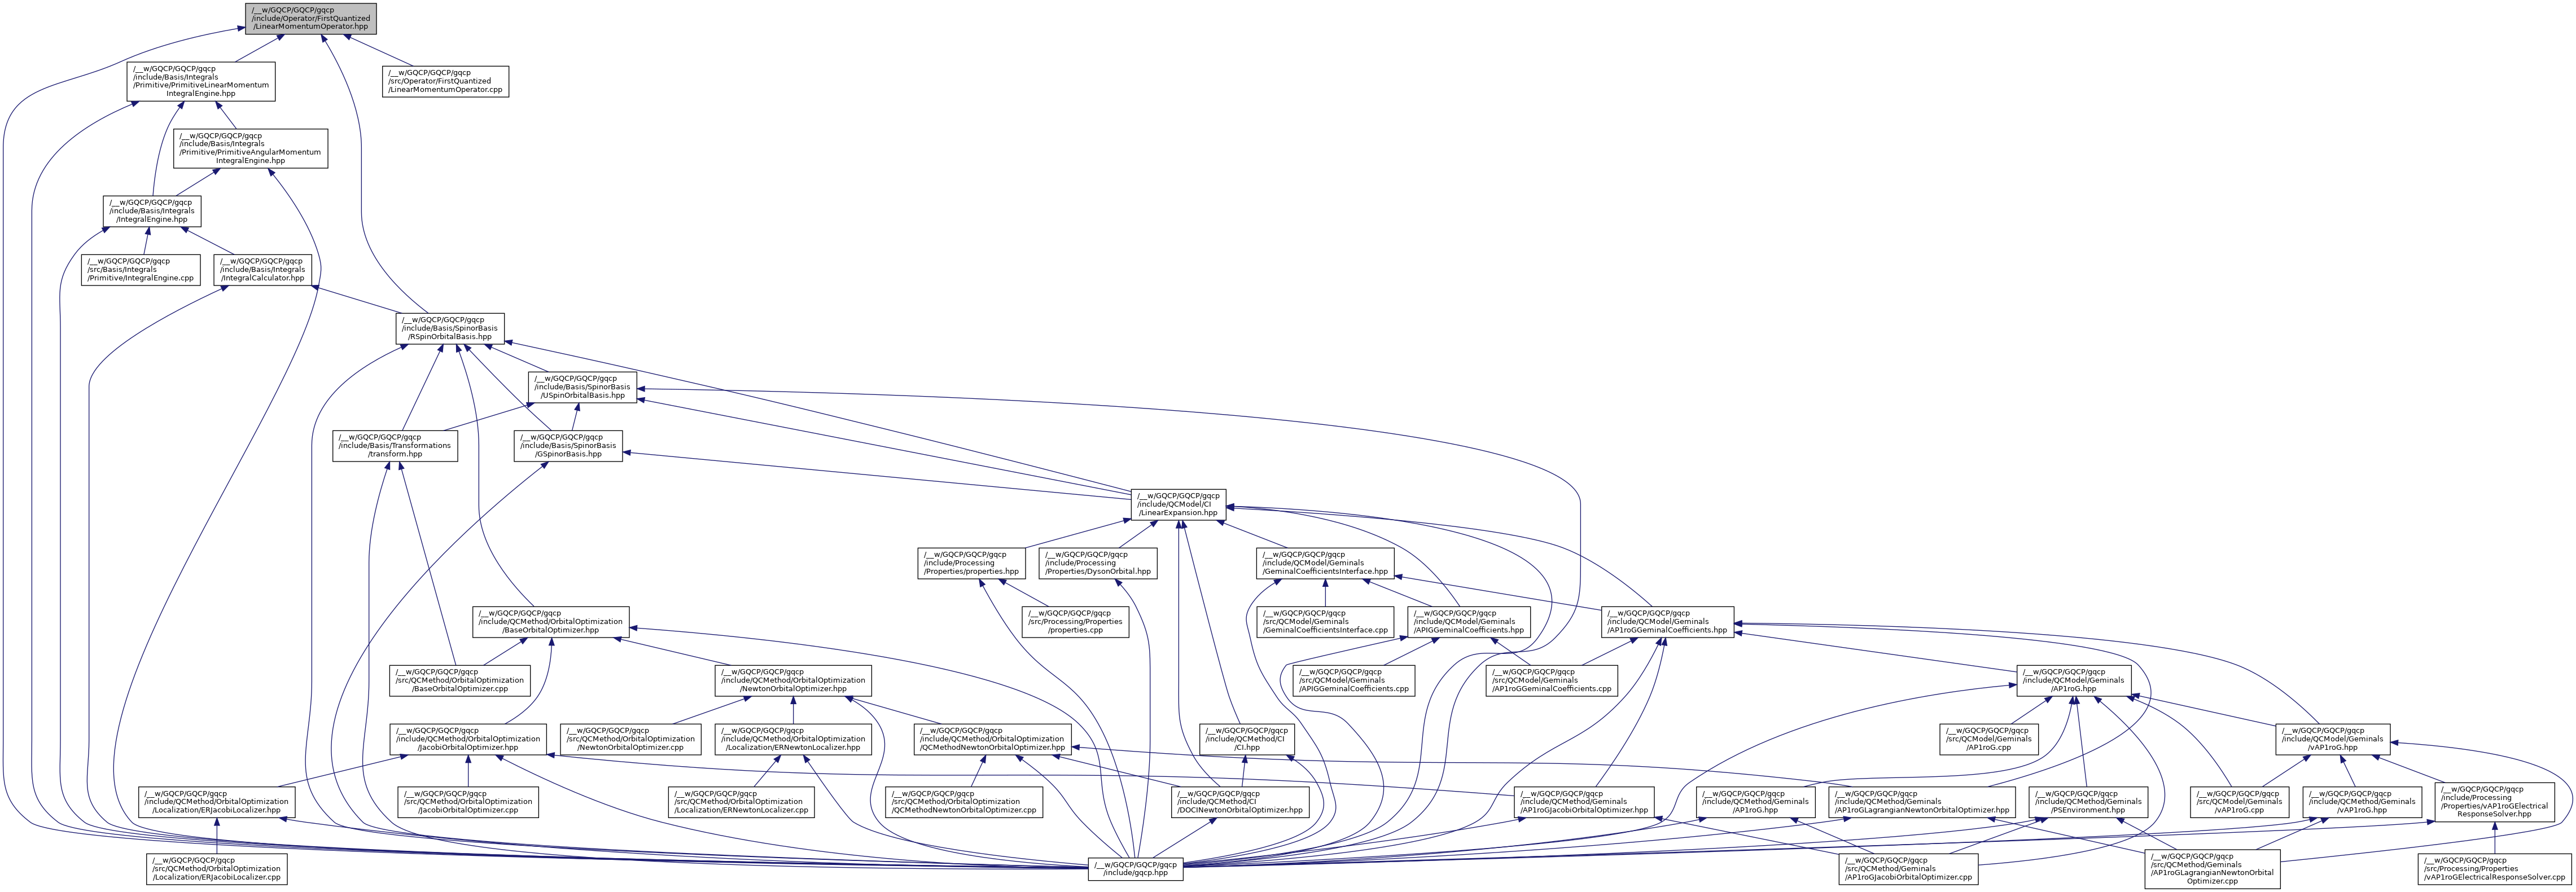 /__w/GQCP/GQCP/gqcp
/include/Operator/FirstQuantized
/LinearMomentumOperator.hpp
/__w/GQCP/GQCP/gqcp
/include/Basis/Integrals
/Primitive/PrimitiveLinearMomentum
IntegralEngine.hpp
/__w/GQCP/GQCP/gqcp
/src/Operator/FirstQuantized
/LinearMomentumOperator.cpp
/__w/GQCP/GQCP/gqcp
/include/Basis/Integrals
/Primitive/PrimitiveAngularMomentum
IntegralEngine.hpp
/__w/GQCP/GQCP/gqcp
/include/Basis/Integrals
/IntegralEngine.hpp
/__w/GQCP/GQCP/gqcp
/src/Basis/Integrals
/Primitive/IntegralEngine.cpp
/__w/GQCP/GQCP/gqcp
/include/Basis/Integrals
/IntegralCalculator.hpp
/__w/GQCP/GQCP/gqcp
/include/Basis/SpinorBasis
/RSpinOrbitalBasis.hpp
/__w/GQCP/GQCP/gqcp
/include/Basis/SpinorBasis
/USpinOrbitalBasis.hpp
/__w/GQCP/GQCP/gqcp
/include/Basis/Transformations
/transform.hpp
/__w/GQCP/GQCP/gqcp
/include/Basis/SpinorBasis
/GSpinorBasis.hpp
/__w/GQCP/GQCP/gqcp
/include/QCModel/CI
/LinearExpansion.hpp
/__w/GQCP/GQCP/gqcp
/include/Processing
/Properties/properties.hpp
/__w/GQCP/GQCP/gqcp
/include/Processing
/Properties/DysonOrbital.hpp
/__w/GQCP/GQCP/gqcp
/include/QCModel/Geminals
/GeminalCoefficientsInterface.hpp
/__w/GQCP/GQCP/gqcp
/include/QCMethod/OrbitalOptimization
/BaseOrbitalOptimizer.hpp
/__w/GQCP/GQCP/gqcp
/src/Processing/Properties
/properties.cpp
/__w/GQCP/GQCP/gqcp
/src/QCModel/Geminals
/GeminalCoefficientsInterface.cpp
/__w/GQCP/GQCP/gqcp
/include/QCModel/Geminals
/APIGGeminalCoefficients.hpp
/__w/GQCP/GQCP/gqcp
/include/QCModel/Geminals
/AP1roGGeminalCoefficients.hpp
/__w/GQCP/GQCP/gqcp
/src/QCMethod/OrbitalOptimization
/BaseOrbitalOptimizer.cpp
/__w/GQCP/GQCP/gqcp
/include/QCMethod/OrbitalOptimization
/NewtonOrbitalOptimizer.hpp
/__w/GQCP/GQCP/gqcp
/src/QCModel/Geminals
/APIGGeminalCoefficients.cpp
/__w/GQCP/GQCP/gqcp
/src/QCModel/Geminals
/AP1roGGeminalCoefficients.cpp
/__w/GQCP/GQCP/gqcp
/include/QCModel/Geminals
/AP1roG.hpp
/__w/GQCP/GQCP/gqcp
/include/QCMethod/OrbitalOptimization
/JacobiOrbitalOptimizer.hpp
/__w/GQCP/GQCP/gqcp
/src/QCMethod/OrbitalOptimization
/NewtonOrbitalOptimizer.cpp
/__w/GQCP/GQCP/gqcp
/include/QCMethod/OrbitalOptimization
/Localization/ERNewtonLocalizer.hpp
/__w/GQCP/GQCP/gqcp
/include/QCMethod/OrbitalOptimization
/QCMethodNewtonOrbitalOptimizer.hpp
/__w/GQCP/GQCP/gqcp
/include/QCMethod/CI
/CI.hpp
/__w/GQCP/GQCP/gqcp
/src/QCModel/Geminals
/AP1roG.cpp
/__w/GQCP/GQCP/gqcp
/include/QCModel/Geminals
/vAP1roG.hpp
/__w/GQCP/GQCP/gqcp
/include/QCMethod/OrbitalOptimization
/Localization/ERJacobiLocalizer.hpp
/__w/GQCP/GQCP/gqcp
/src/QCMethod/OrbitalOptimization
/JacobiOrbitalOptimizer.cpp
/__w/GQCP/GQCP/gqcp
/src/QCMethod/OrbitalOptimization
/Localization/ERNewtonLocalizer.cpp
/__w/GQCP/GQCP/gqcp
/src/QCMethod/OrbitalOptimization
/QCMethodNewtonOrbitalOptimizer.cpp
/__w/GQCP/GQCP/gqcp
/include/QCMethod/CI
/DOCINewtonOrbitalOptimizer.hpp
/__w/GQCP/GQCP/gqcp
/include/QCMethod/Geminals
/AP1roGJacobiOrbitalOptimizer.hpp
/__w/GQCP/GQCP/gqcp
/include/QCMethod/Geminals
/AP1roG.hpp
/__w/GQCP/GQCP/gqcp
/include/QCMethod/Geminals
/AP1roGLagrangianNewtonOrbitalOptimizer.hpp
/__w/GQCP/GQCP/gqcp
/include/QCMethod/Geminals
/PSEnvironment.hpp
/__w/GQCP/GQCP/gqcp
/src/QCModel/Geminals
/vAP1roG.cpp
/__w/GQCP/GQCP/gqcp
/include/QCMethod/Geminals
/vAP1roG.hpp
/__w/GQCP/GQCP/gqcp
/include/Processing
/Properties/vAP1roGElectrical
ResponseSolver.hpp
/__w/GQCP/GQCP/gqcp
/src/QCMethod/OrbitalOptimization
/Localization/ERJacobiLocalizer.cpp
/__w/GQCP/GQCP/gqcp
/include/gqcp.hpp
/__w/GQCP/GQCP/gqcp
/src/QCMethod/Geminals
/AP1roGJacobiOrbitalOptimizer.cpp
/__w/GQCP/GQCP/gqcp
/src/QCMethod/Geminals
/AP1roGLagrangianNewtonOrbital
Optimizer.cpp
/__w/GQCP/GQCP/gqcp
/src/Processing/Properties
/vAP1roGElectricalResponseSolver.cpp